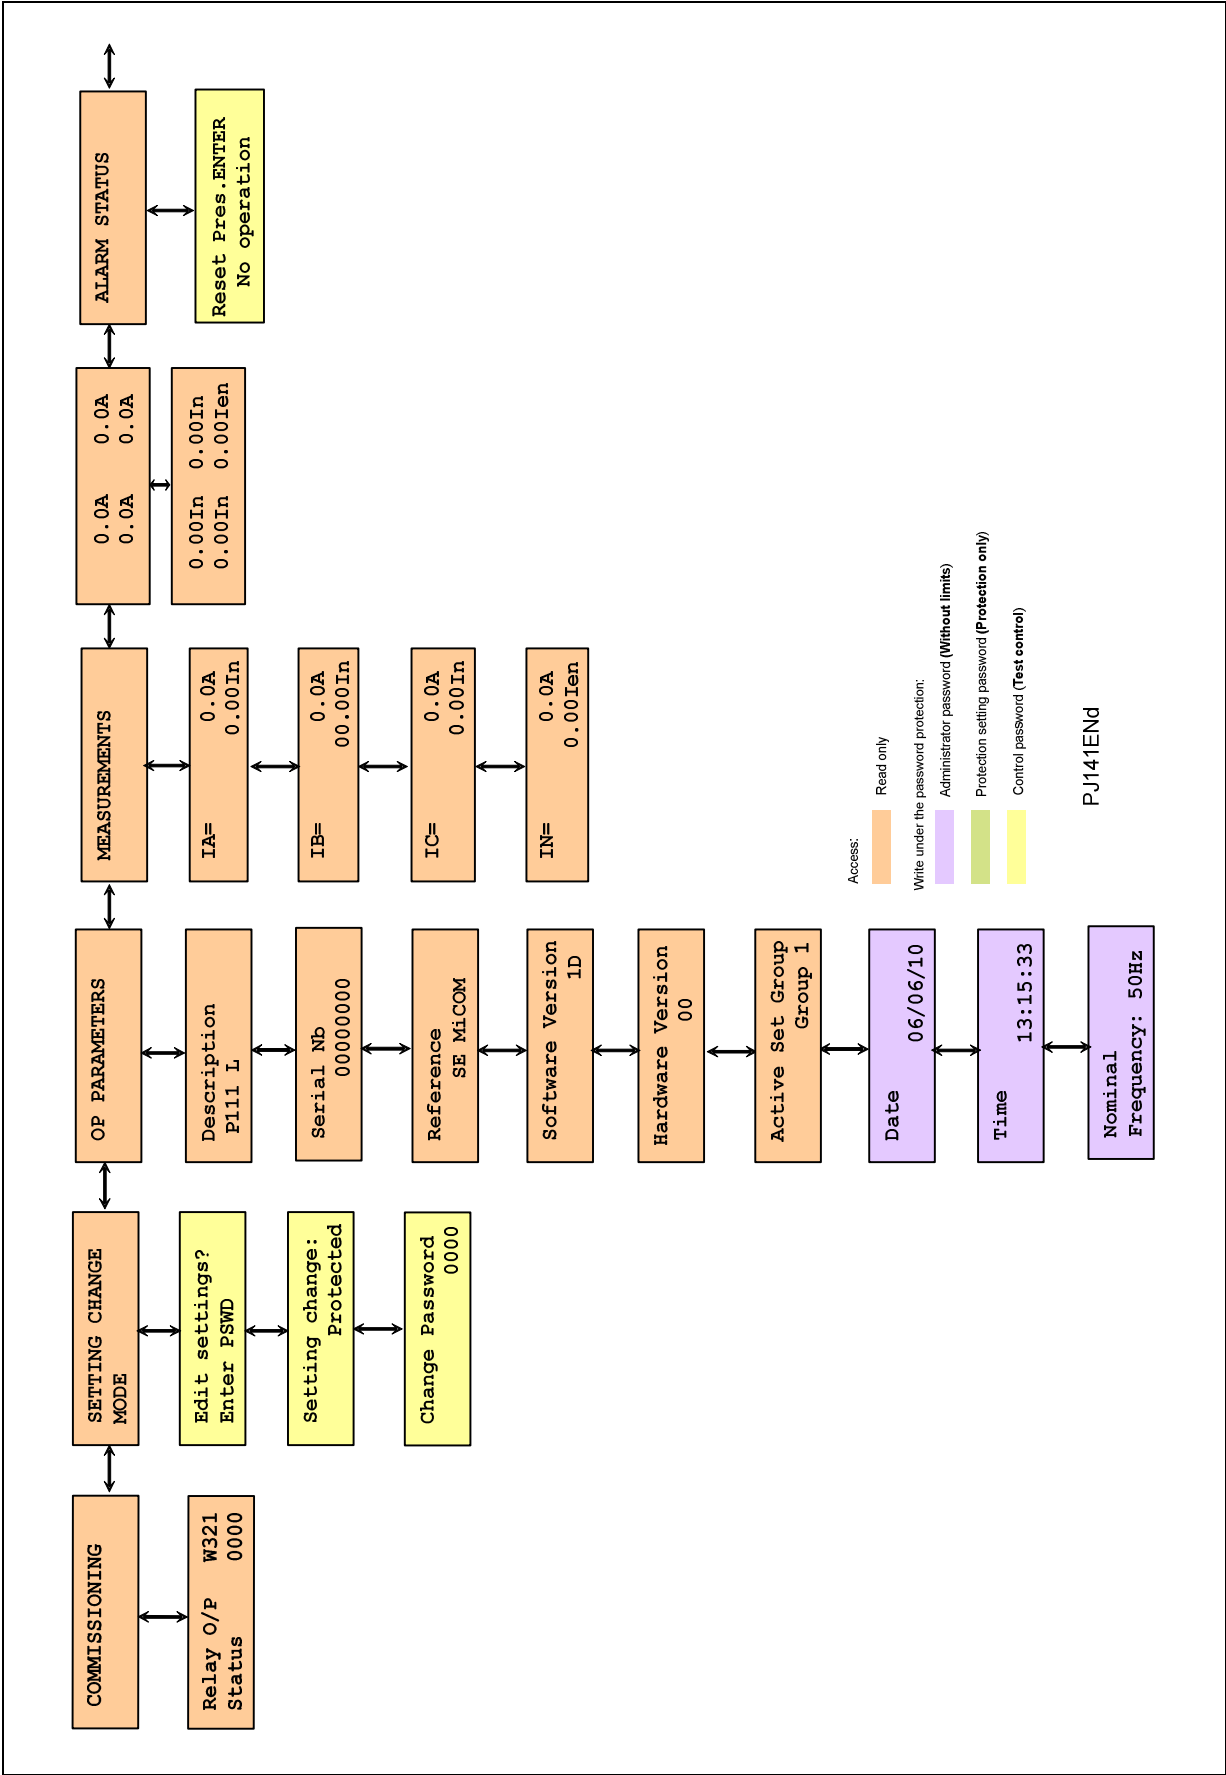 COMMISSIONING
Relay O/P W321
Status 0000
SETTING CHANGE
MODE
Edit settings?
Enter PSWD
Setting change:
Protected
Change Password
0000
OP PARAMETERS
Description
P111 L
Serial Nb
00000000
Reference
SE MiCOM
Software Version
1D
Hardware Version
00
Active Set Group
Group 1
Date
06/06/10
Time
13:15:33
Nominal
Frequency: 50Hz
MEASUREMENTS
IA= 0.0A
0.00In
IB= 0.0A
00.00In
IC= 0.0A
0.00In
IN= 0.0A
0.00Ien
0.0A 0.0A
0.0A 0.0A
0.00In 0.00In
0.00In 0.00Ien
ALARM STATUS
Reset Pres.ENTER
No operation
Access:
Read only
Write under the password protection:
Administrator password (Without limits)
Protection setting password (Protection only)
Control password (Test control)
PJ141ENd